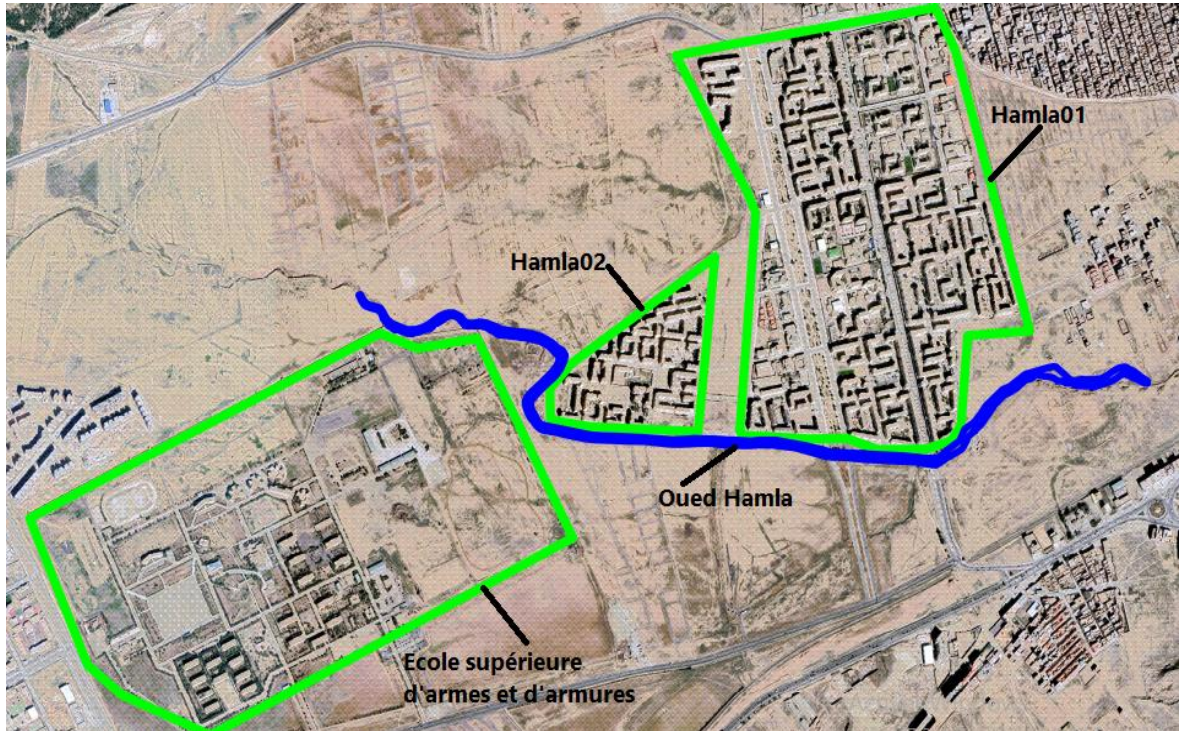 Hamla01
Hamla02
Oued Hamla
Ecole supérieure
d'armes et d'armures